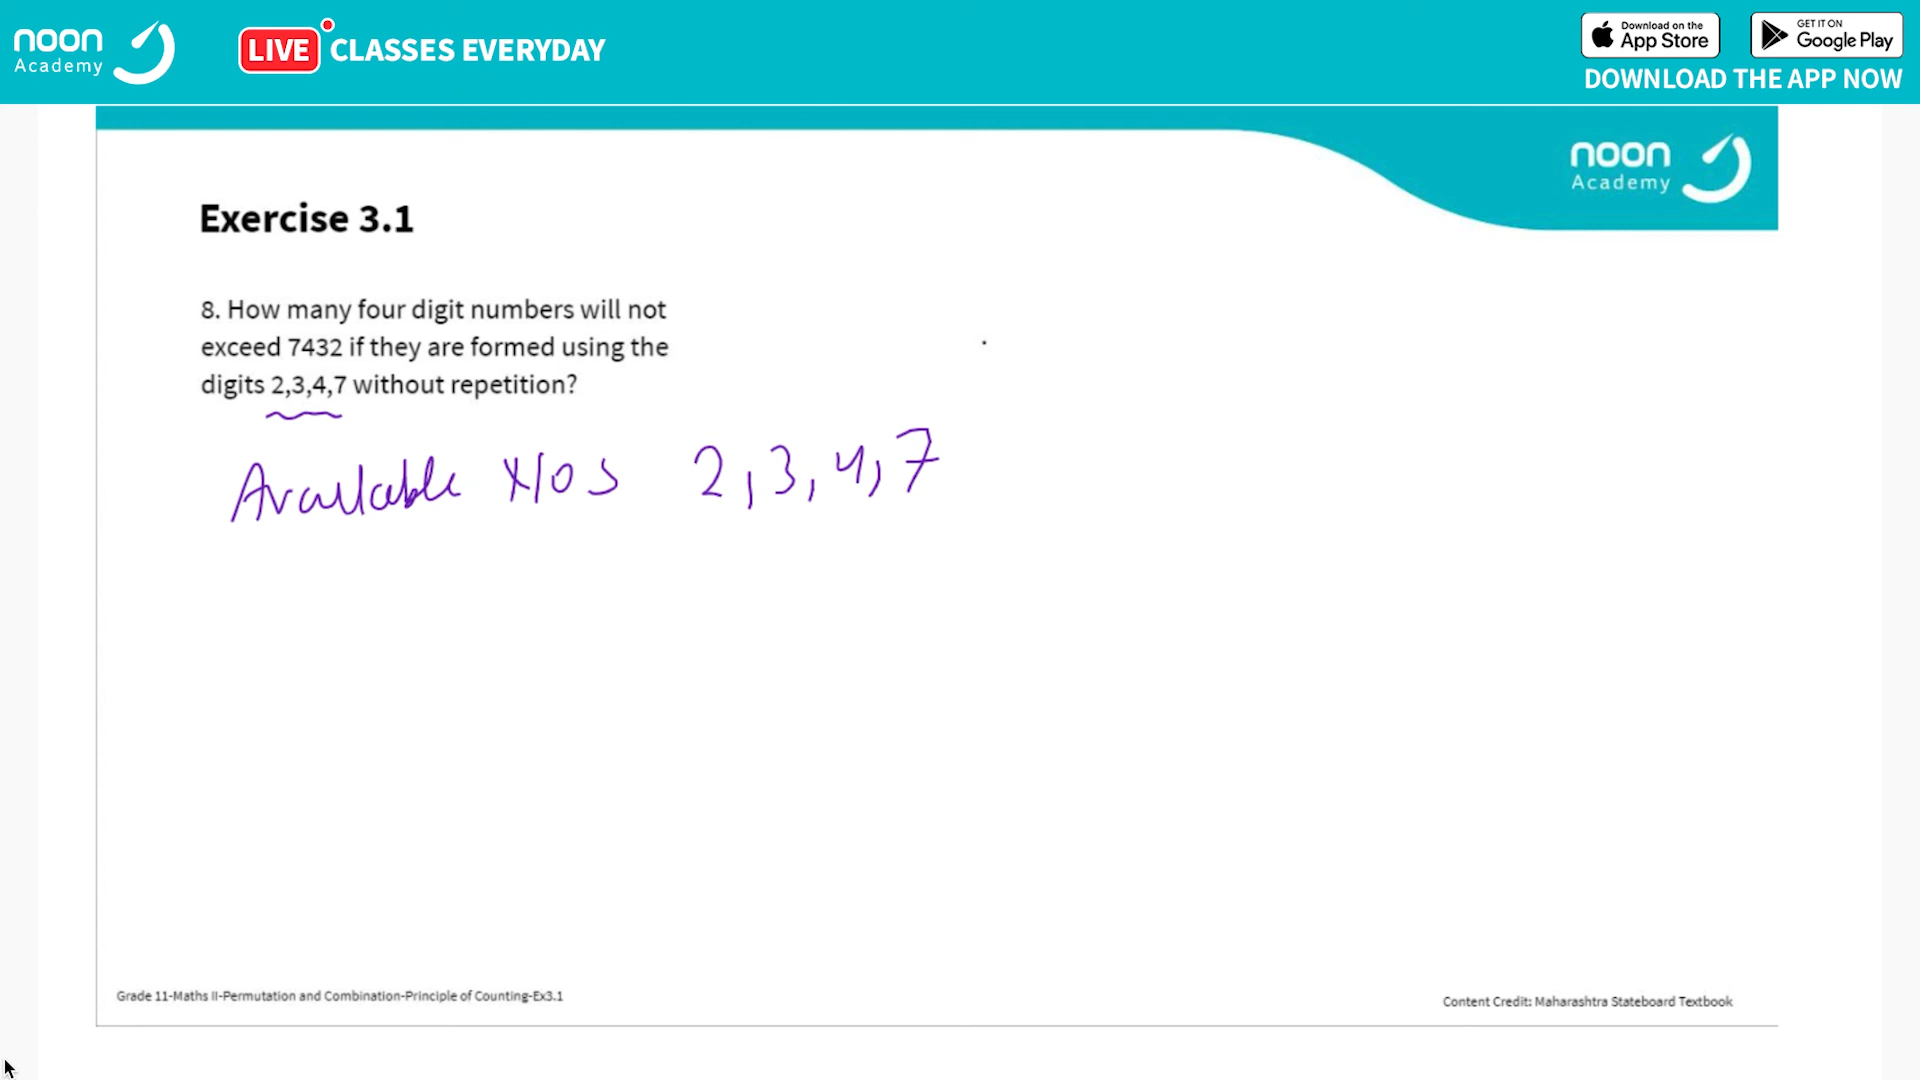 noon
Academy
LIVE CLASSES EVERYDAY
Download on the
App Store
GET IT ON
Google Play
DOWNLOAD THE APP NOW
noon
Academy
Exercise 3.1
8. How many four digit numbers will not
exceed 7432 if they are formed using the
digits 2,3,4,7 without repetition?
Available Nos 2,3,4,7
Grade 11-Maths II-Permutation and Combination-Principle of Counting-Ex3.1
Content Credit: Maharashtra Stateboard Textbook